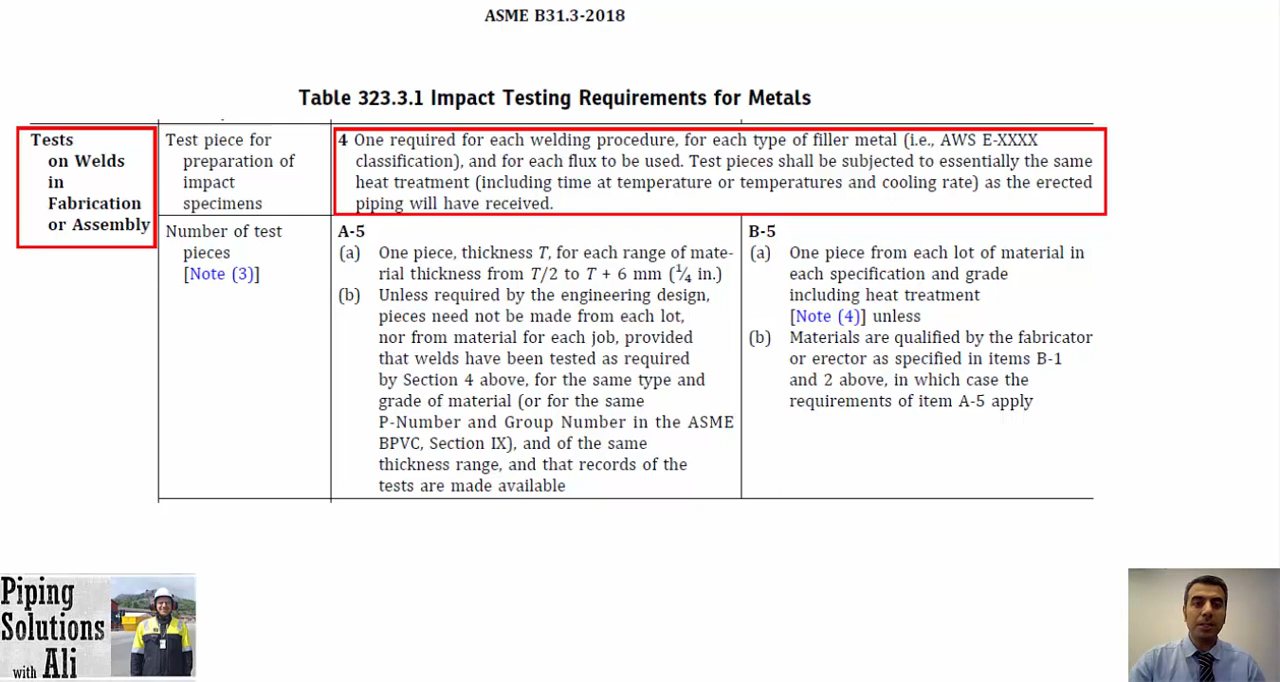 ASME B31.3-2018
Table 323.3.1 Impact Testing Requirements for Metals
Tests
on Welds
in
Fabrication
or Assembly
Test piece for
preparation of
impact
specimens
4 One required for each welding procedure, for each type of filler metal (i.e., AWS E-XXXX
classification), and for each flux to be used. Test pieces shall be subjected to essentially the same
heat treatment (including time at temperature or temperatures and cooling rate) as the erected
piping will have received.
Number of test
pieces
[Note (3)]
A-5
(a) One piece, thickness T, for each range of mate-
rial thickness from T/2 to T + 6 mm (1/4 in.)
(b) Unless required by the engineering design,
pieces need not be made from each lot,
nor from material for each job, provided
that welds have been tested as required
by Section 4 above, for the same type and
grade of material (or for the same
P-Number and Group Number in the ASME
BPVC, Section IX), and of the same
thickness range, and that records of the
tests are made available
B-5
(a) One piece from each lot of material in
each specification and grade
including heat treatment
[Note (4)] unless
(b) Materials are qualified by the fabricator
or erector as specified in items B-1
and 2 above, in which case the
requirements of item A-5 apply
Piping
Solutions
with Ali